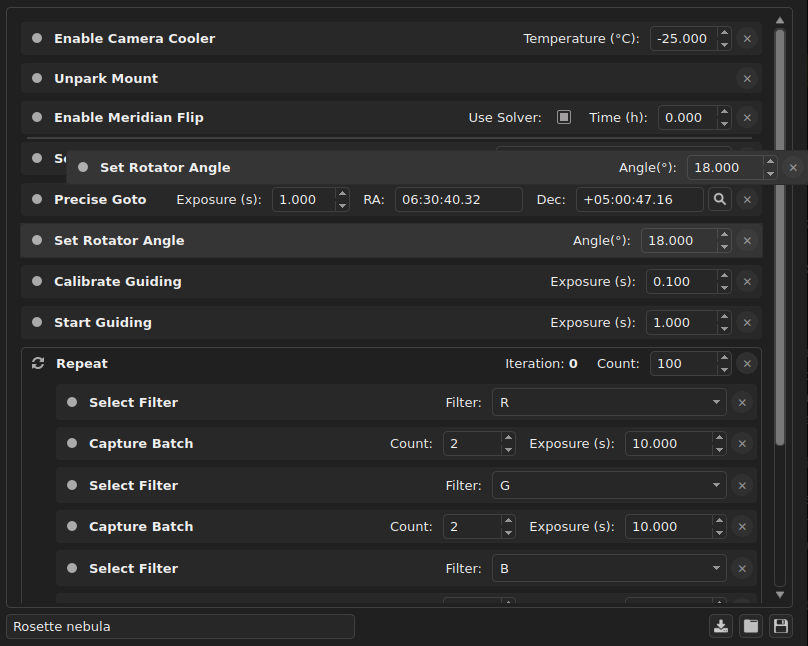 Enable Camera Cooler Temperature (°C): -25.000
Unpark Mount
Enable Meridian Flip Use Solver: Time (h): 0.000
Set Rotator Angle Angle(°): 18.000
Precise Goto Exposure (s): 1.000 RA: 06:30:40.32 Dec: +05:00:47.16
Set Rotator Angle Angle(°): 18.000
Calibrate Guiding Exposure (s): 0.100
Start Guiding Exposure (s): 1.000
Repeat Iteration: 0 Count: 100
Select Filter Filter: R
Capture Batch Count: 2 Exposure (s): 10.000
Select Filter Filter: G
Capture Batch Count: 2 Exposure (s): 10.000
Select Filter Filter: B
Rosette nebula